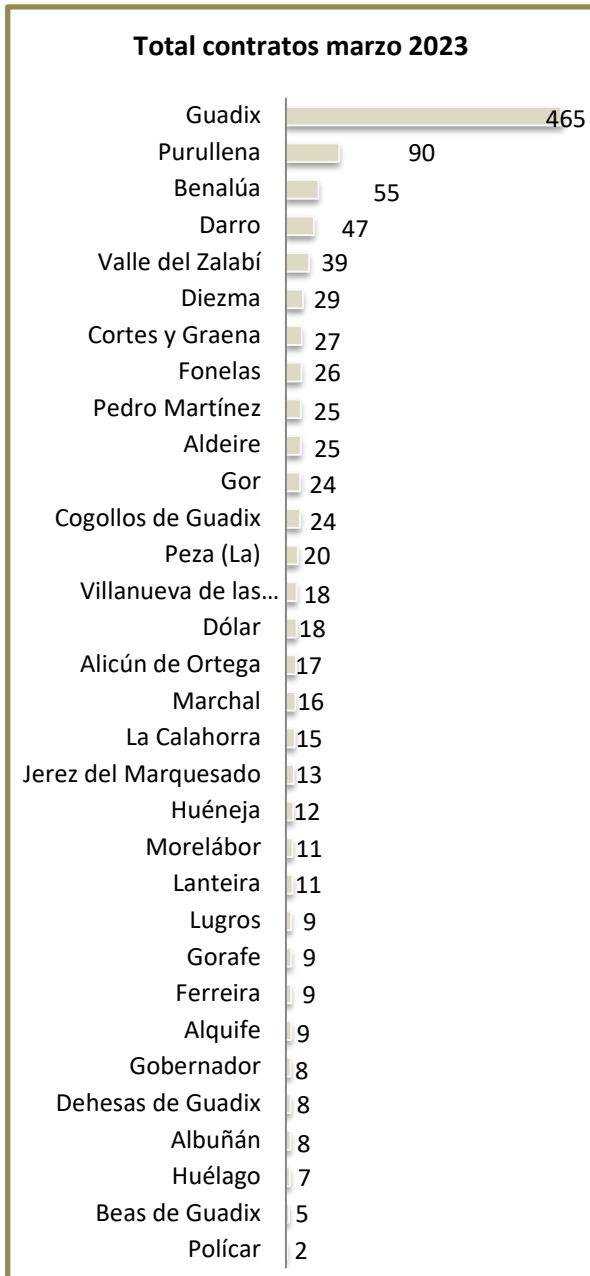 Total contratos marzo 2023
Guadix 465
Purullena 90
Benalúa 55
Darro 47
Valle del Zalabí 39
Diezma 29
Cortes y Graena 27
Fonelas 26
Pedro Martínez 25
Aldeire 25
Gor 24
Cogollos de Guadix 24
Peza (La) 20
Villanueva de las... 18
Dólar 18
Alicún de Ortega 17
Marchal 16
La Calahorra 15
Jerez del Marquesado 13
Huéneja 12
Morelábor 11
Lanteira 11
Lugros 9
Gorafe 9
Ferreira 9
Alquife 9
Gobernador 8
Dehesas de Guadix 8
Albuñán 8
Huélago 7
Beas de Guadix 5
Polícar 2